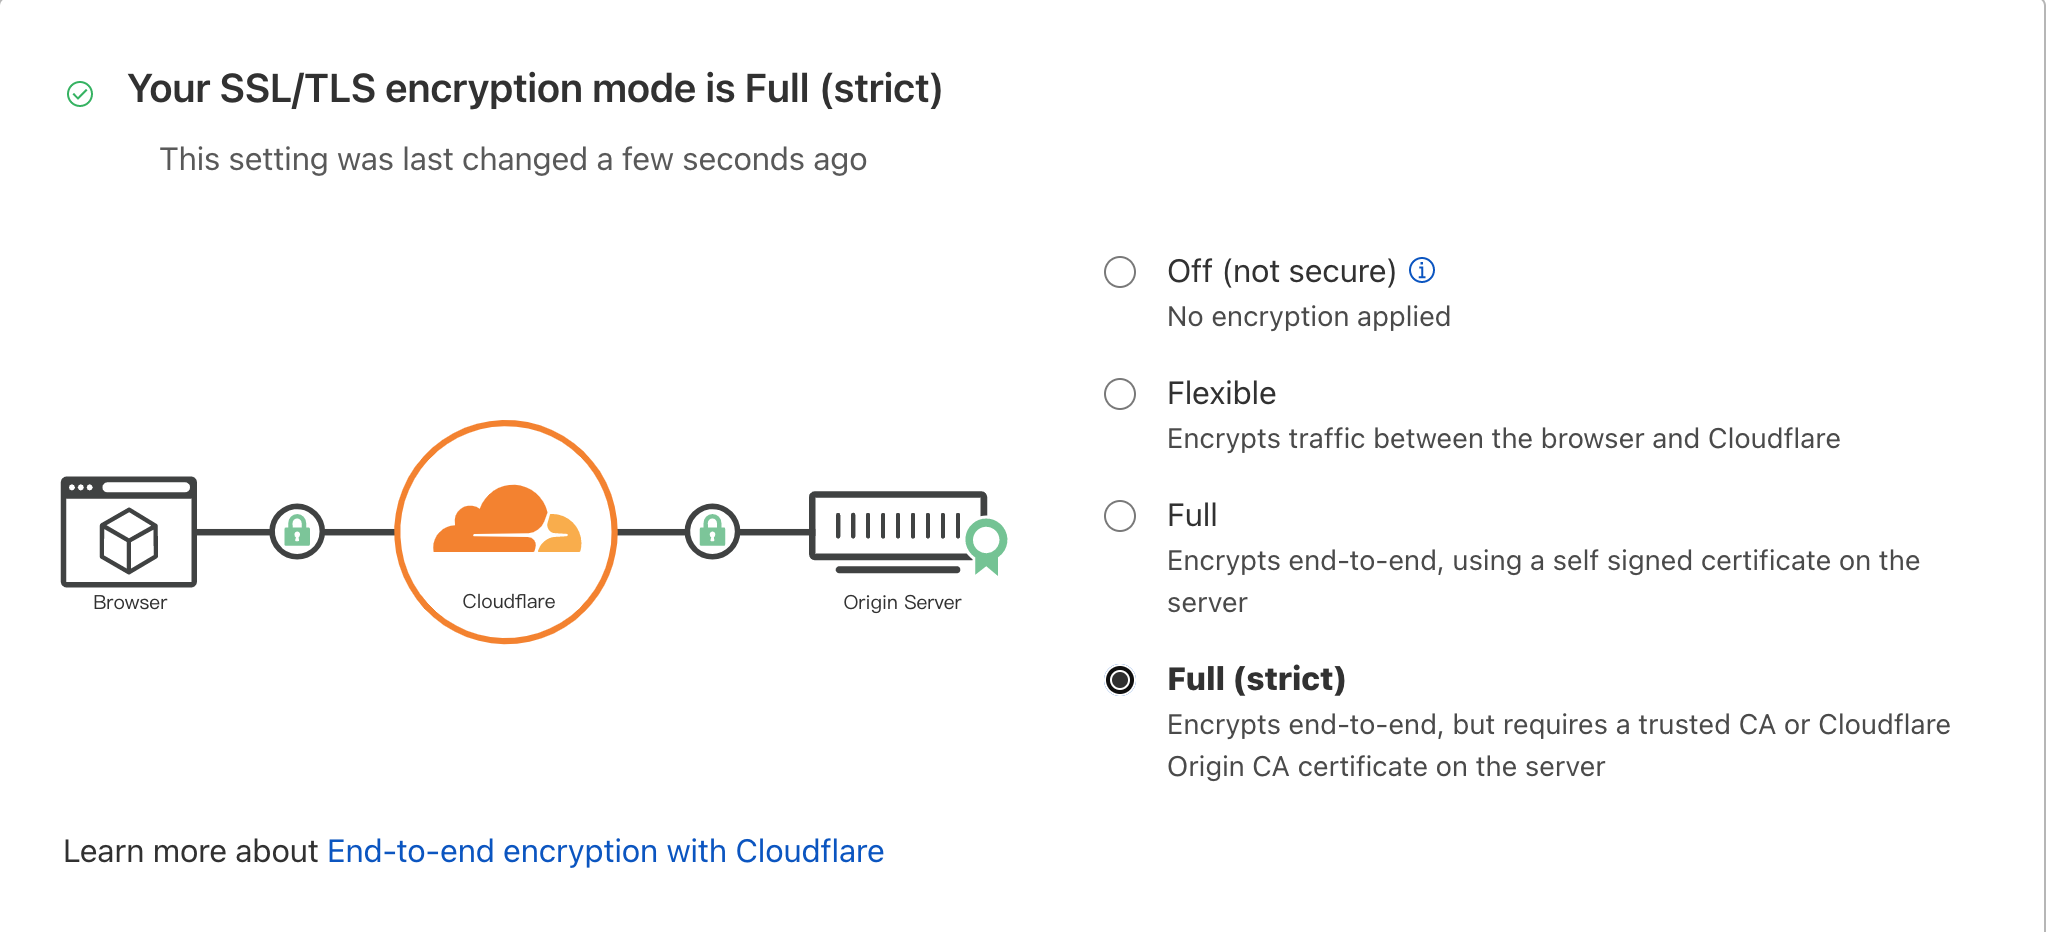 Your SSL/TLS encryption mode is Full (strict)
This setting was last changed a few seconds ago
Off (not secure)
No encryption applied
Flexible
Encrypts traffic between the browser and Cloudflare
Full
Encrypts end-to-end, using a self signed certificate on the
server
Full (strict)
Encrypts end-to-end, but requires a trusted CA or Cloudflare
Origin CA certificate on the server
Browser
Cloudflare
Origin Server
Learn more about End-to-end encryption with Cloudflare